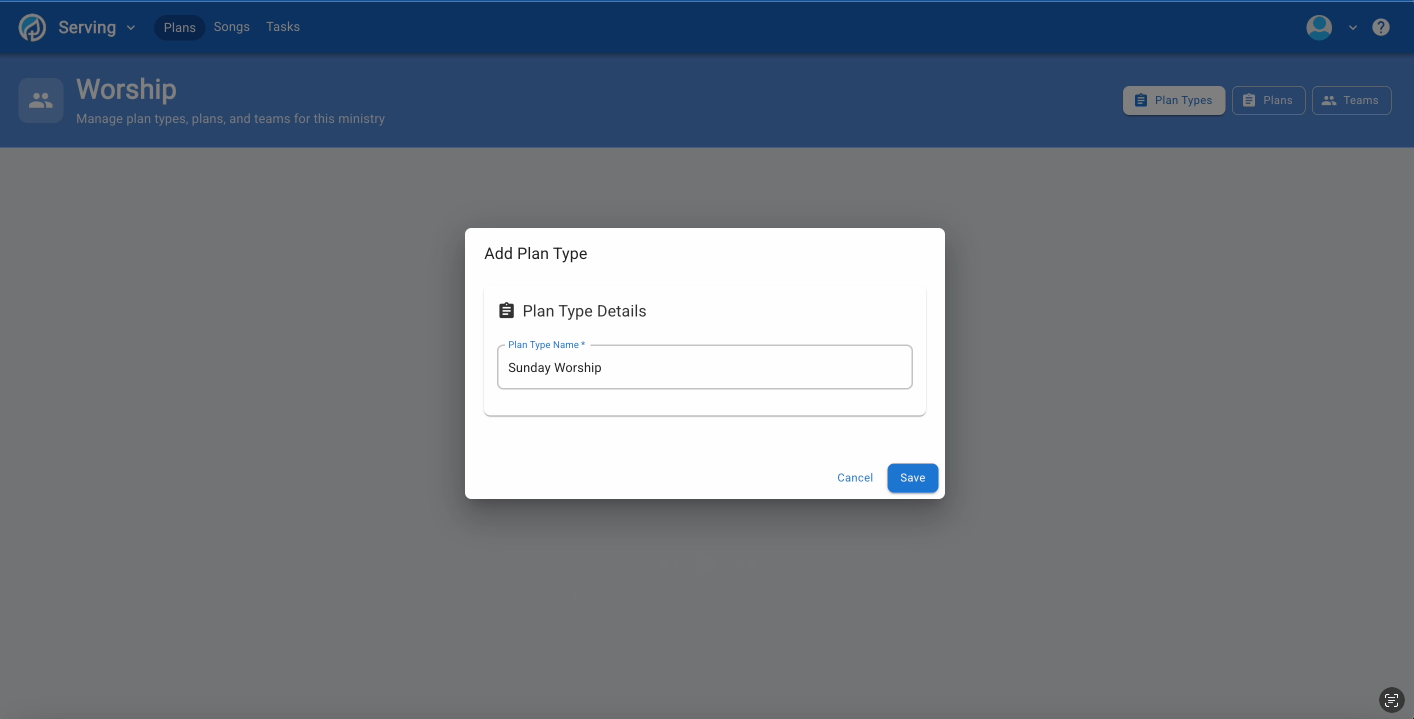 Serving Plans Songs Tasks
Worship
Manage plan types, plans, and teams for this ministry
Plan Types Plans Teams
Add Plan Type
Plan Type Details
Plan Type Name *
Sunday Worship
Cancel Save